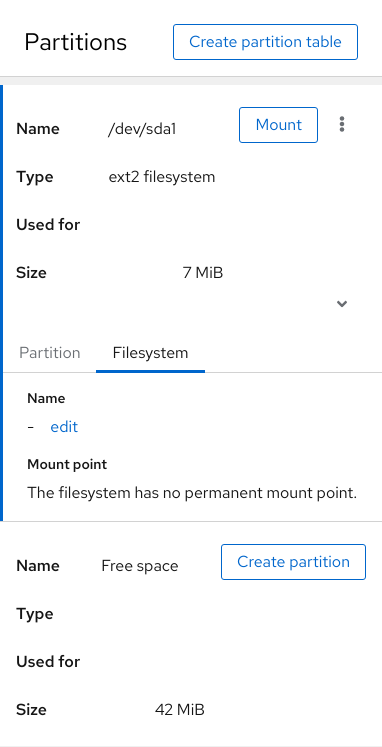 Partitions Create partition table
Name /dev/sda1 Mount
Type ext2 filesystem
Used for
Size 7 MiB
Partition Filesystem
Name
- edit
Mount point
The filesystem has no permanent mount point.
Name Free space Create partition
Type
Used for
Size 42 MiB